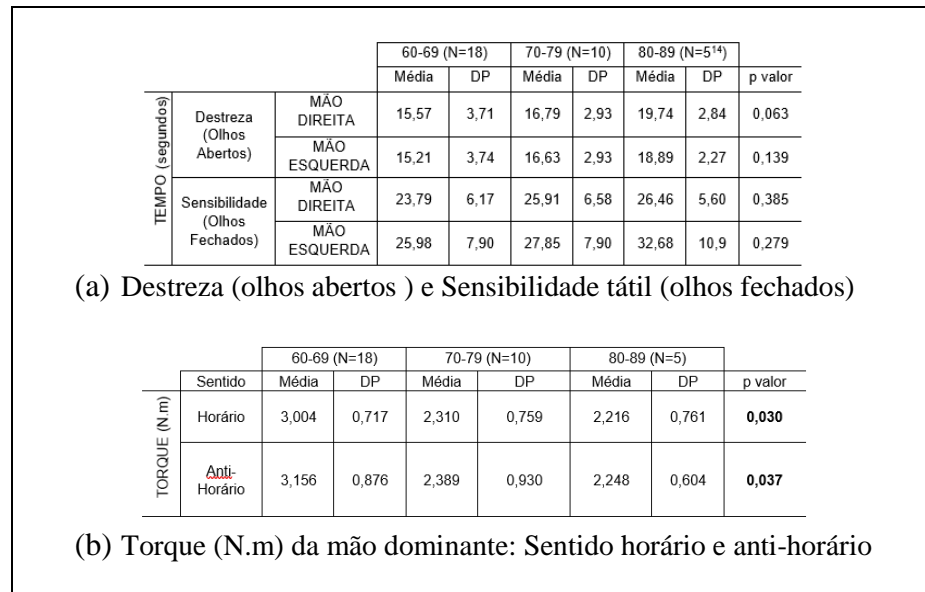 60-69 (N=18) 70-79 (N=10) 80-89 (N=5¹⁴)
Média DP Média DP Média DP p valor
TEMPO (segundos)
Destreza
(Olhos
Abertos)
MÃO
DIREITA
15,57 3,71 16,79 2,93 19,74 2,84 0,063
MÃO
ESQUERDA
15,21 3,74 16,63 2,93 18,89 2,27 0,139
Sensibilidade
(Olhos
Fechados)
MÃO
DIREITA
23,79 6,17 25,91 6,58 26,46 5,60 0,385
MÃO
ESQUERDA
25,98 7,90 27,85 7,90 32,68 10,9 0,279
(a) Destreza (olhos abertos ) e Sensibilidade tátil (olhos fechados)
60-69 (N=18) 70-79 (N=10) 80-89 (N=5)
Sentido Média DP Média DP Média DP p valor
TORQUE (N.m)
Horário 3,004 0,717 2,310 0,759 2,216 0,761 0,030
Anti-
Horário
3,156 0,876 2,389 0,930 2,248 0,604 0,037
(b) Torque (N.m) da mão dominante: Sentido horário e anti-horário